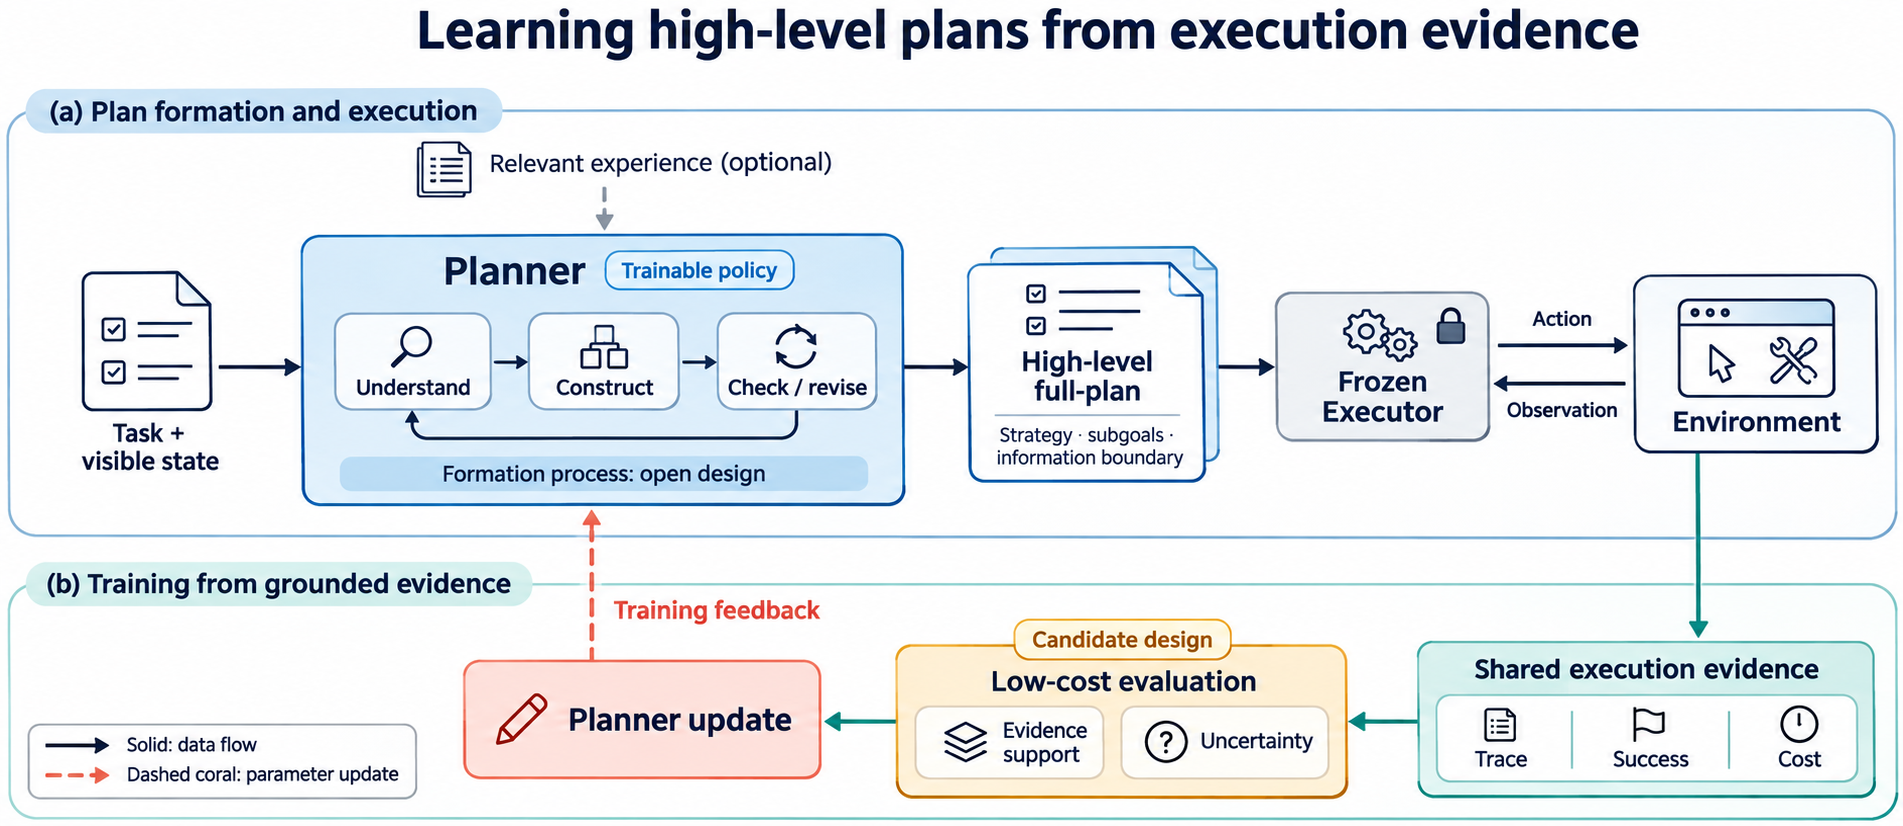 Learning high-level plans from execution evidence
(a) Plan formation and execution
Relevant experience (optional)
Task +
visible state
Planner
Trainable policy
Understand
Construct
Check / revise
Formation process: open design
High-level
full-plan
Strategy · subgoals ·
information boundary
Frozen
Executor
Action
Observation
Environment
(b) Training from grounded evidence
Training feedback
Solid: data flow
Dashed coral: parameter update
Planner update
Candidate design
Low-cost evaluation
Evidence
support
?
Uncertainty
Shared execution evidence
Trace
Success
Cost